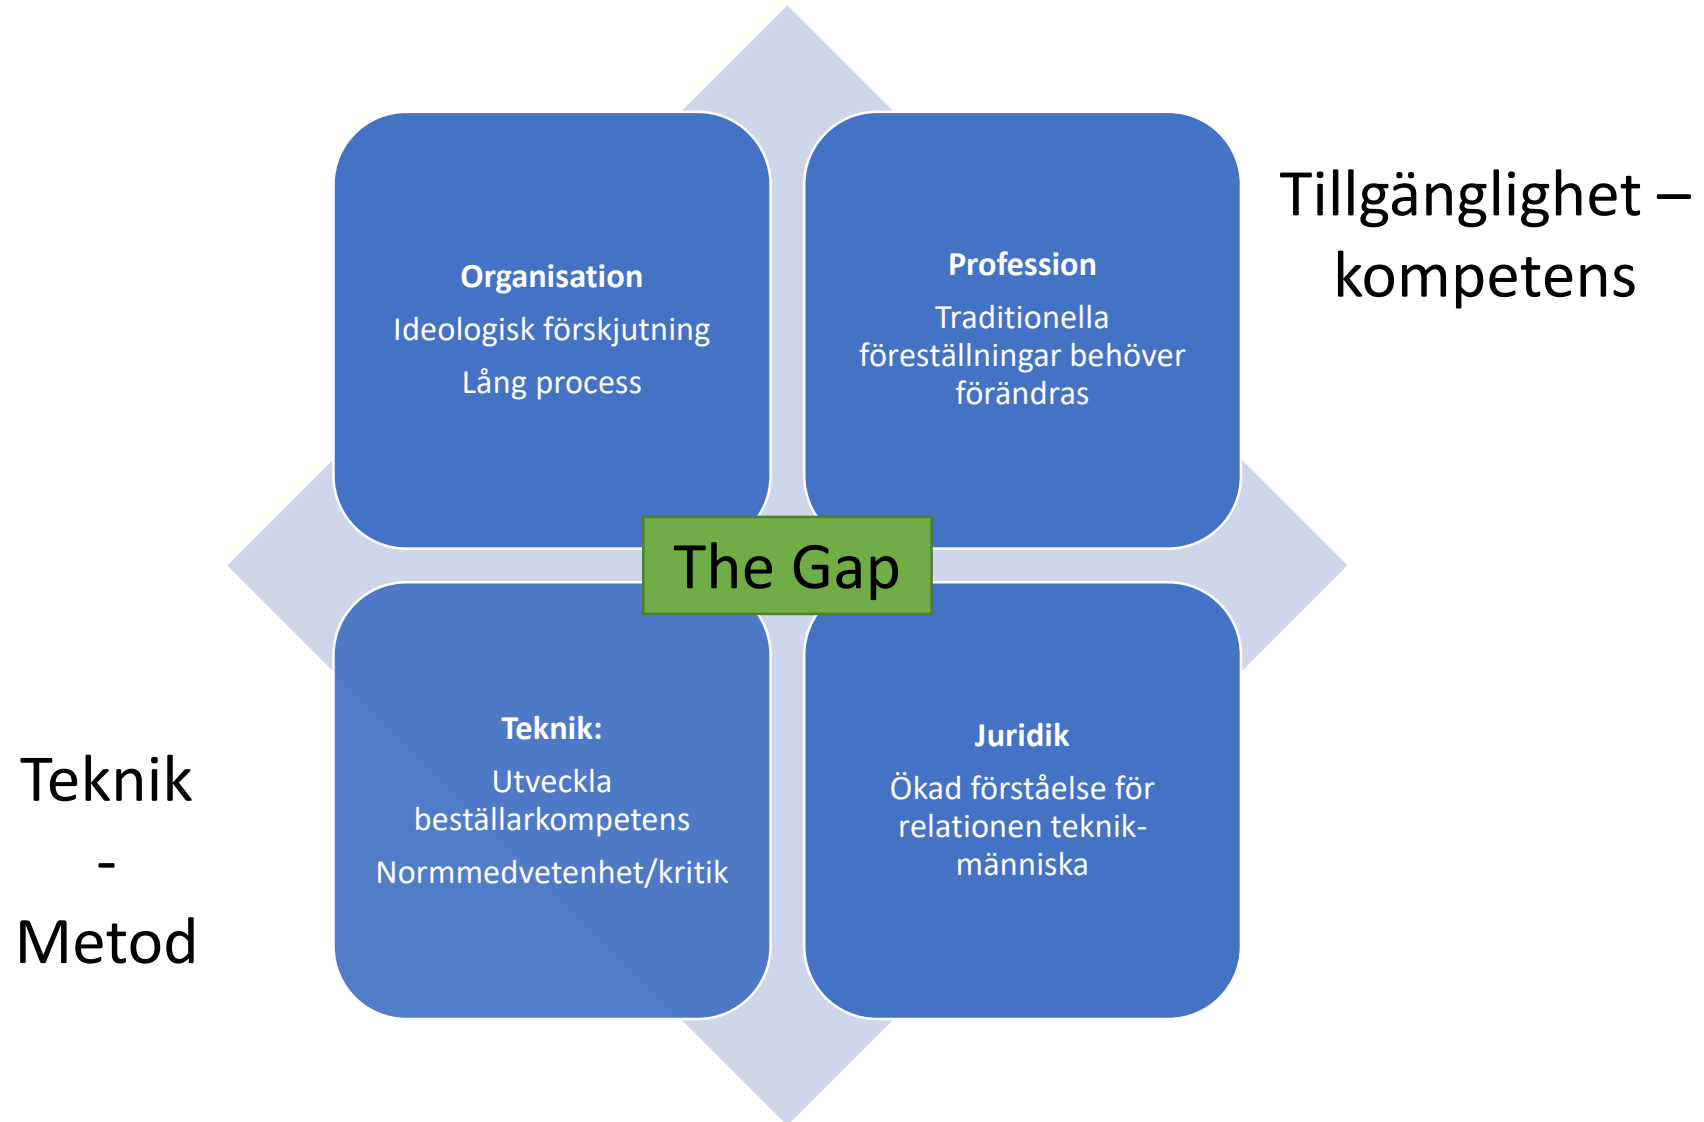 Organisation
Ideologisk förskjutning
Lång process
Profession
Traditionella
föreställningar behöver
förändras
Tillgänglighet –
kompetens
The Gap
Teknik
-
Metod
Teknik:
Utveckla
beställarkompetens
Normmedvetenhet/kritik
Juridik
Ökad förståelse för
relationen teknik-
människa